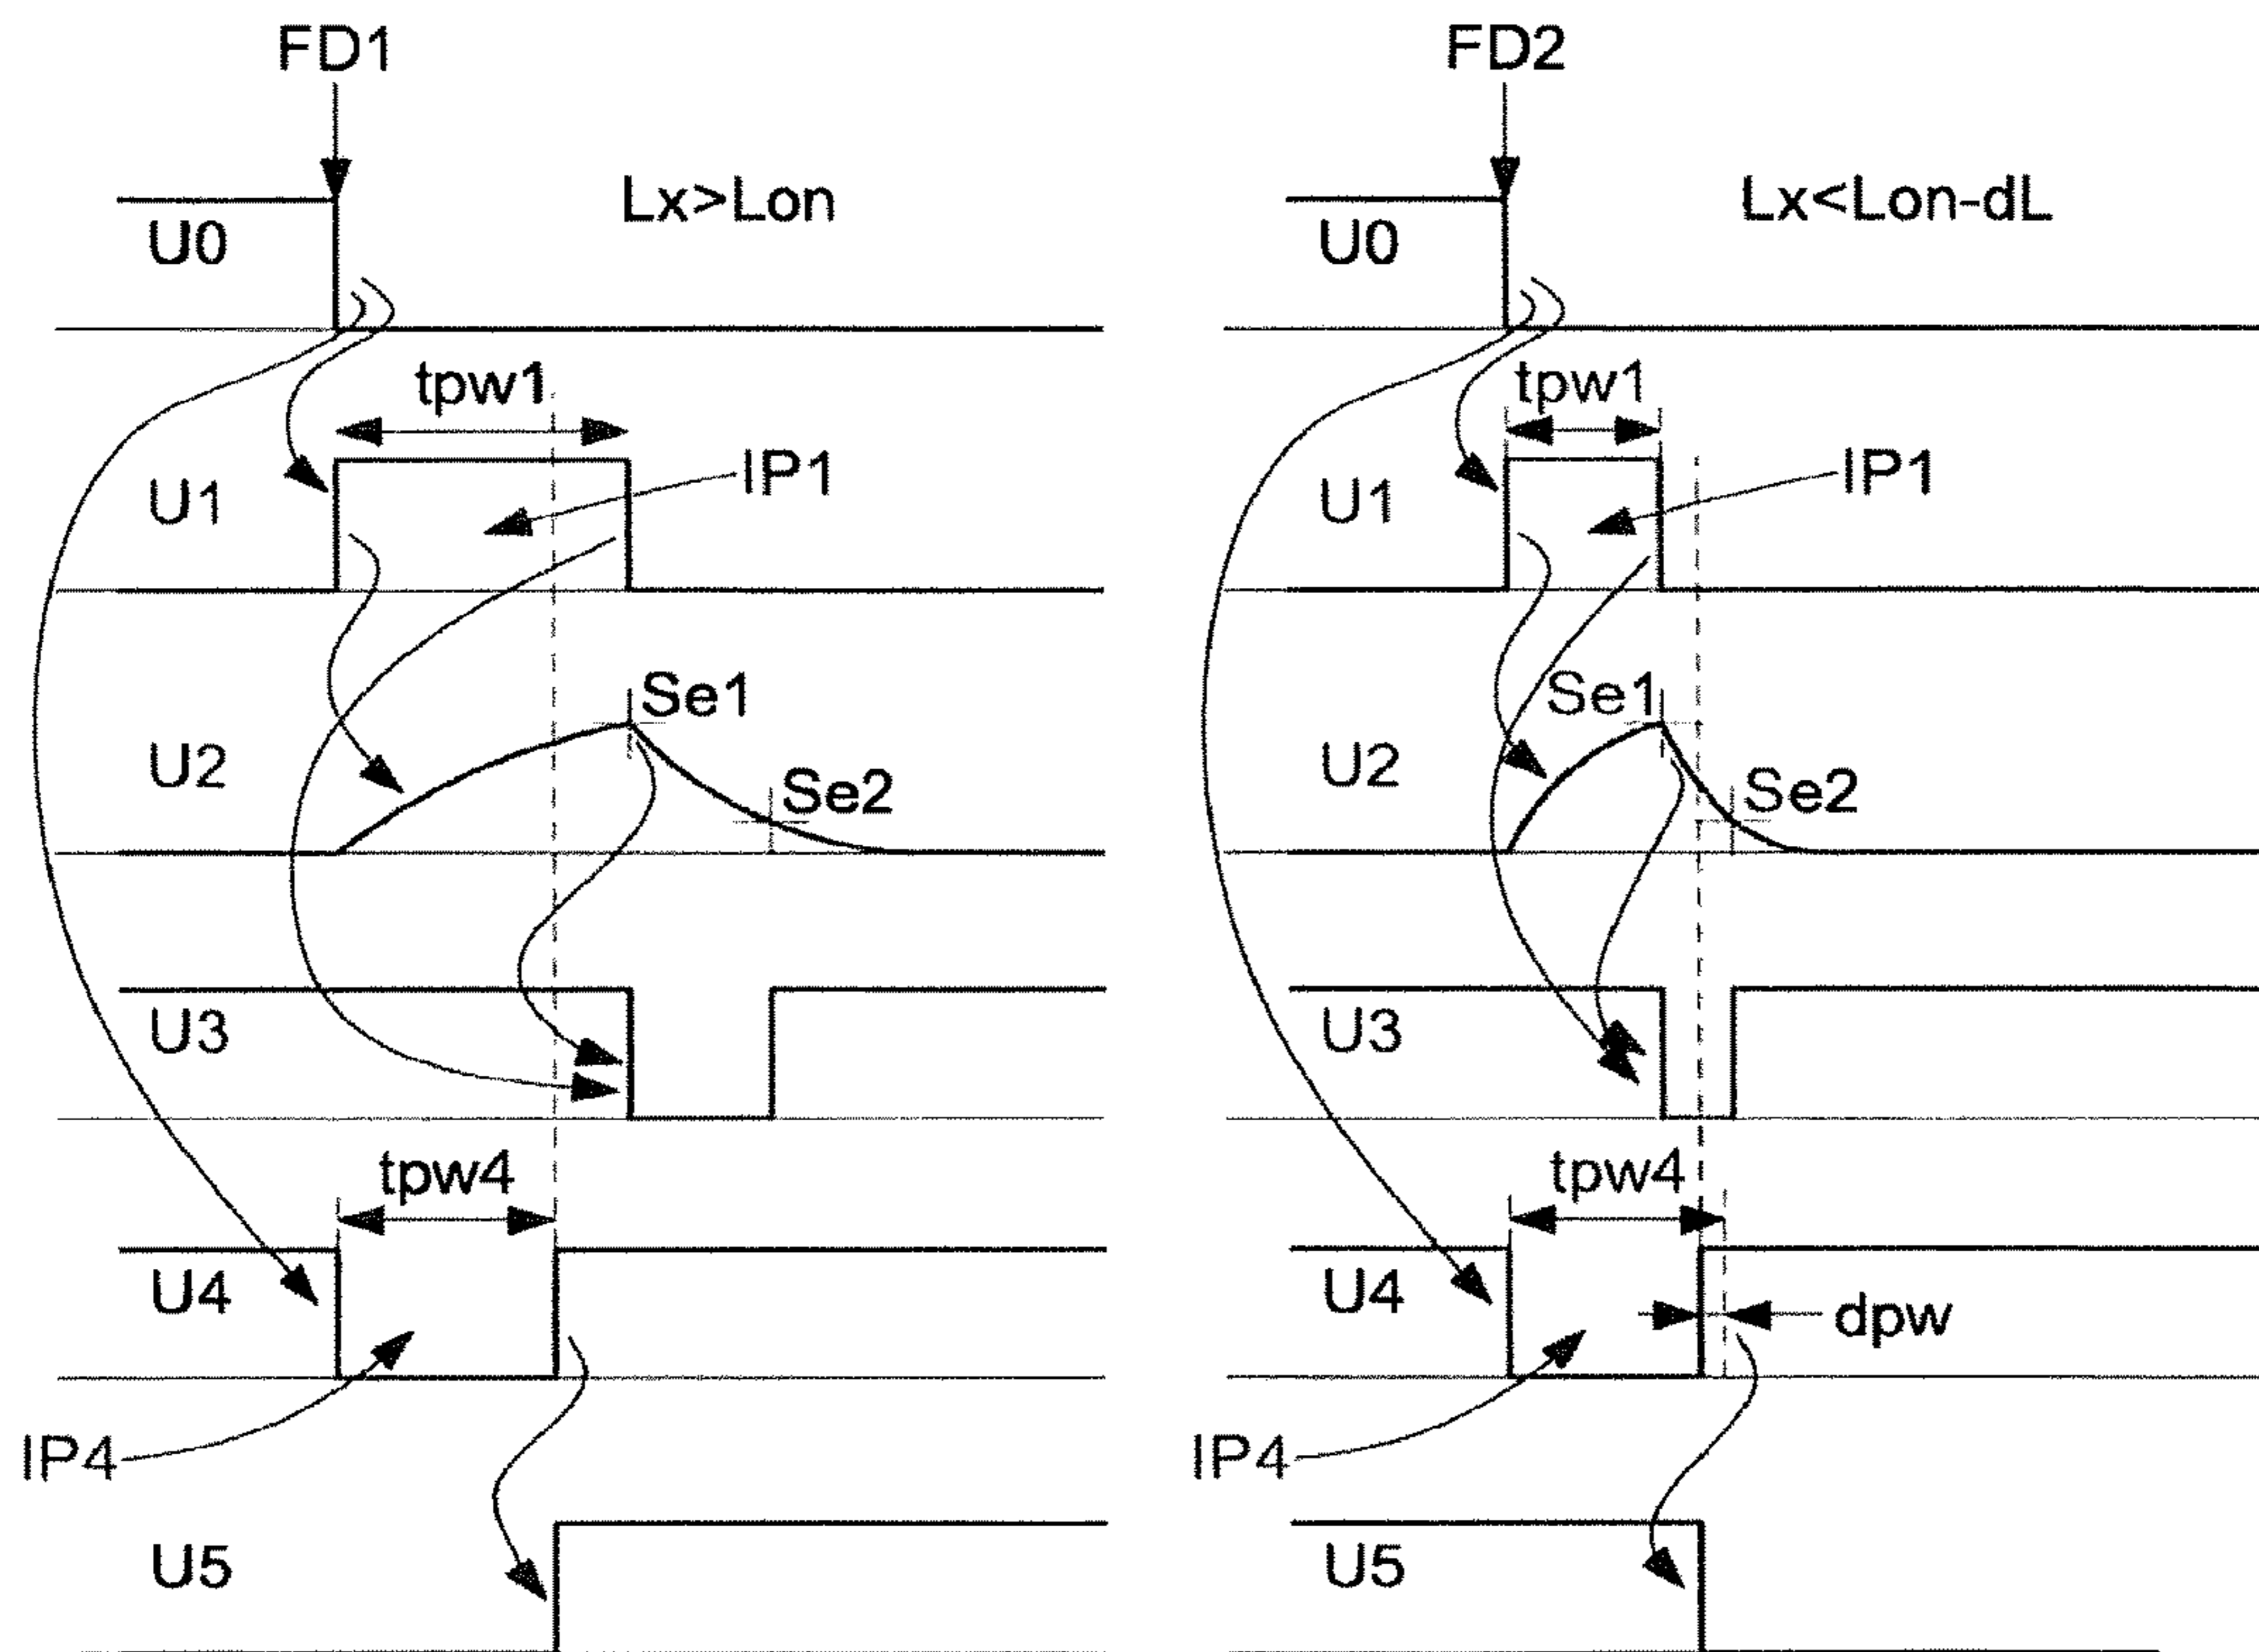 FD1
Lx>Lon
U0
tpw1
IP1
U1
Se1
U2
Se2
U3
tpw4
U4
IP4
U5
FD2
Lx<Lon-dL
U0
tpw1
IP1
U1
Se1
U2
Se2
U3
tpw4
U4
dpw
IP4
U5